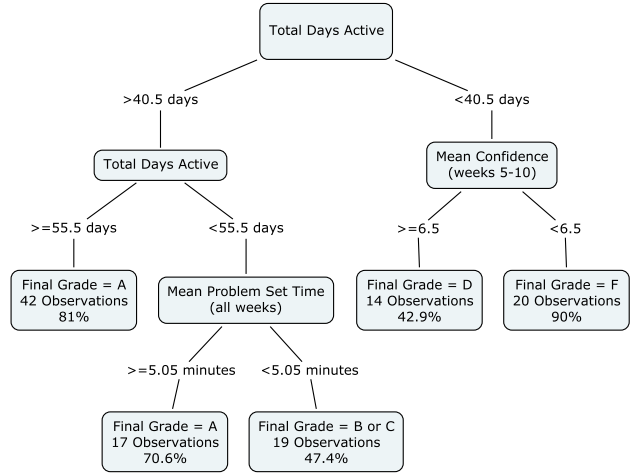 Total Days Active
>40.5 days
<40.5 days
Total Days Active
Mean Confidence
(weeks 5-10)
>=55.5 days
<55.5 days
>=6.5
<6.5
Final Grade = A
42 Observations
81%
Mean Problem Set Time
(all weeks)
Final Grade = D
14 Observations
42.9%
Final Grade = F
20 Observations
90%
>=5.05 minutes
<5.05 minutes
Final Grade = A
17 Observations
70.6%
Final Grade = B or C
19 Observations
47.4%